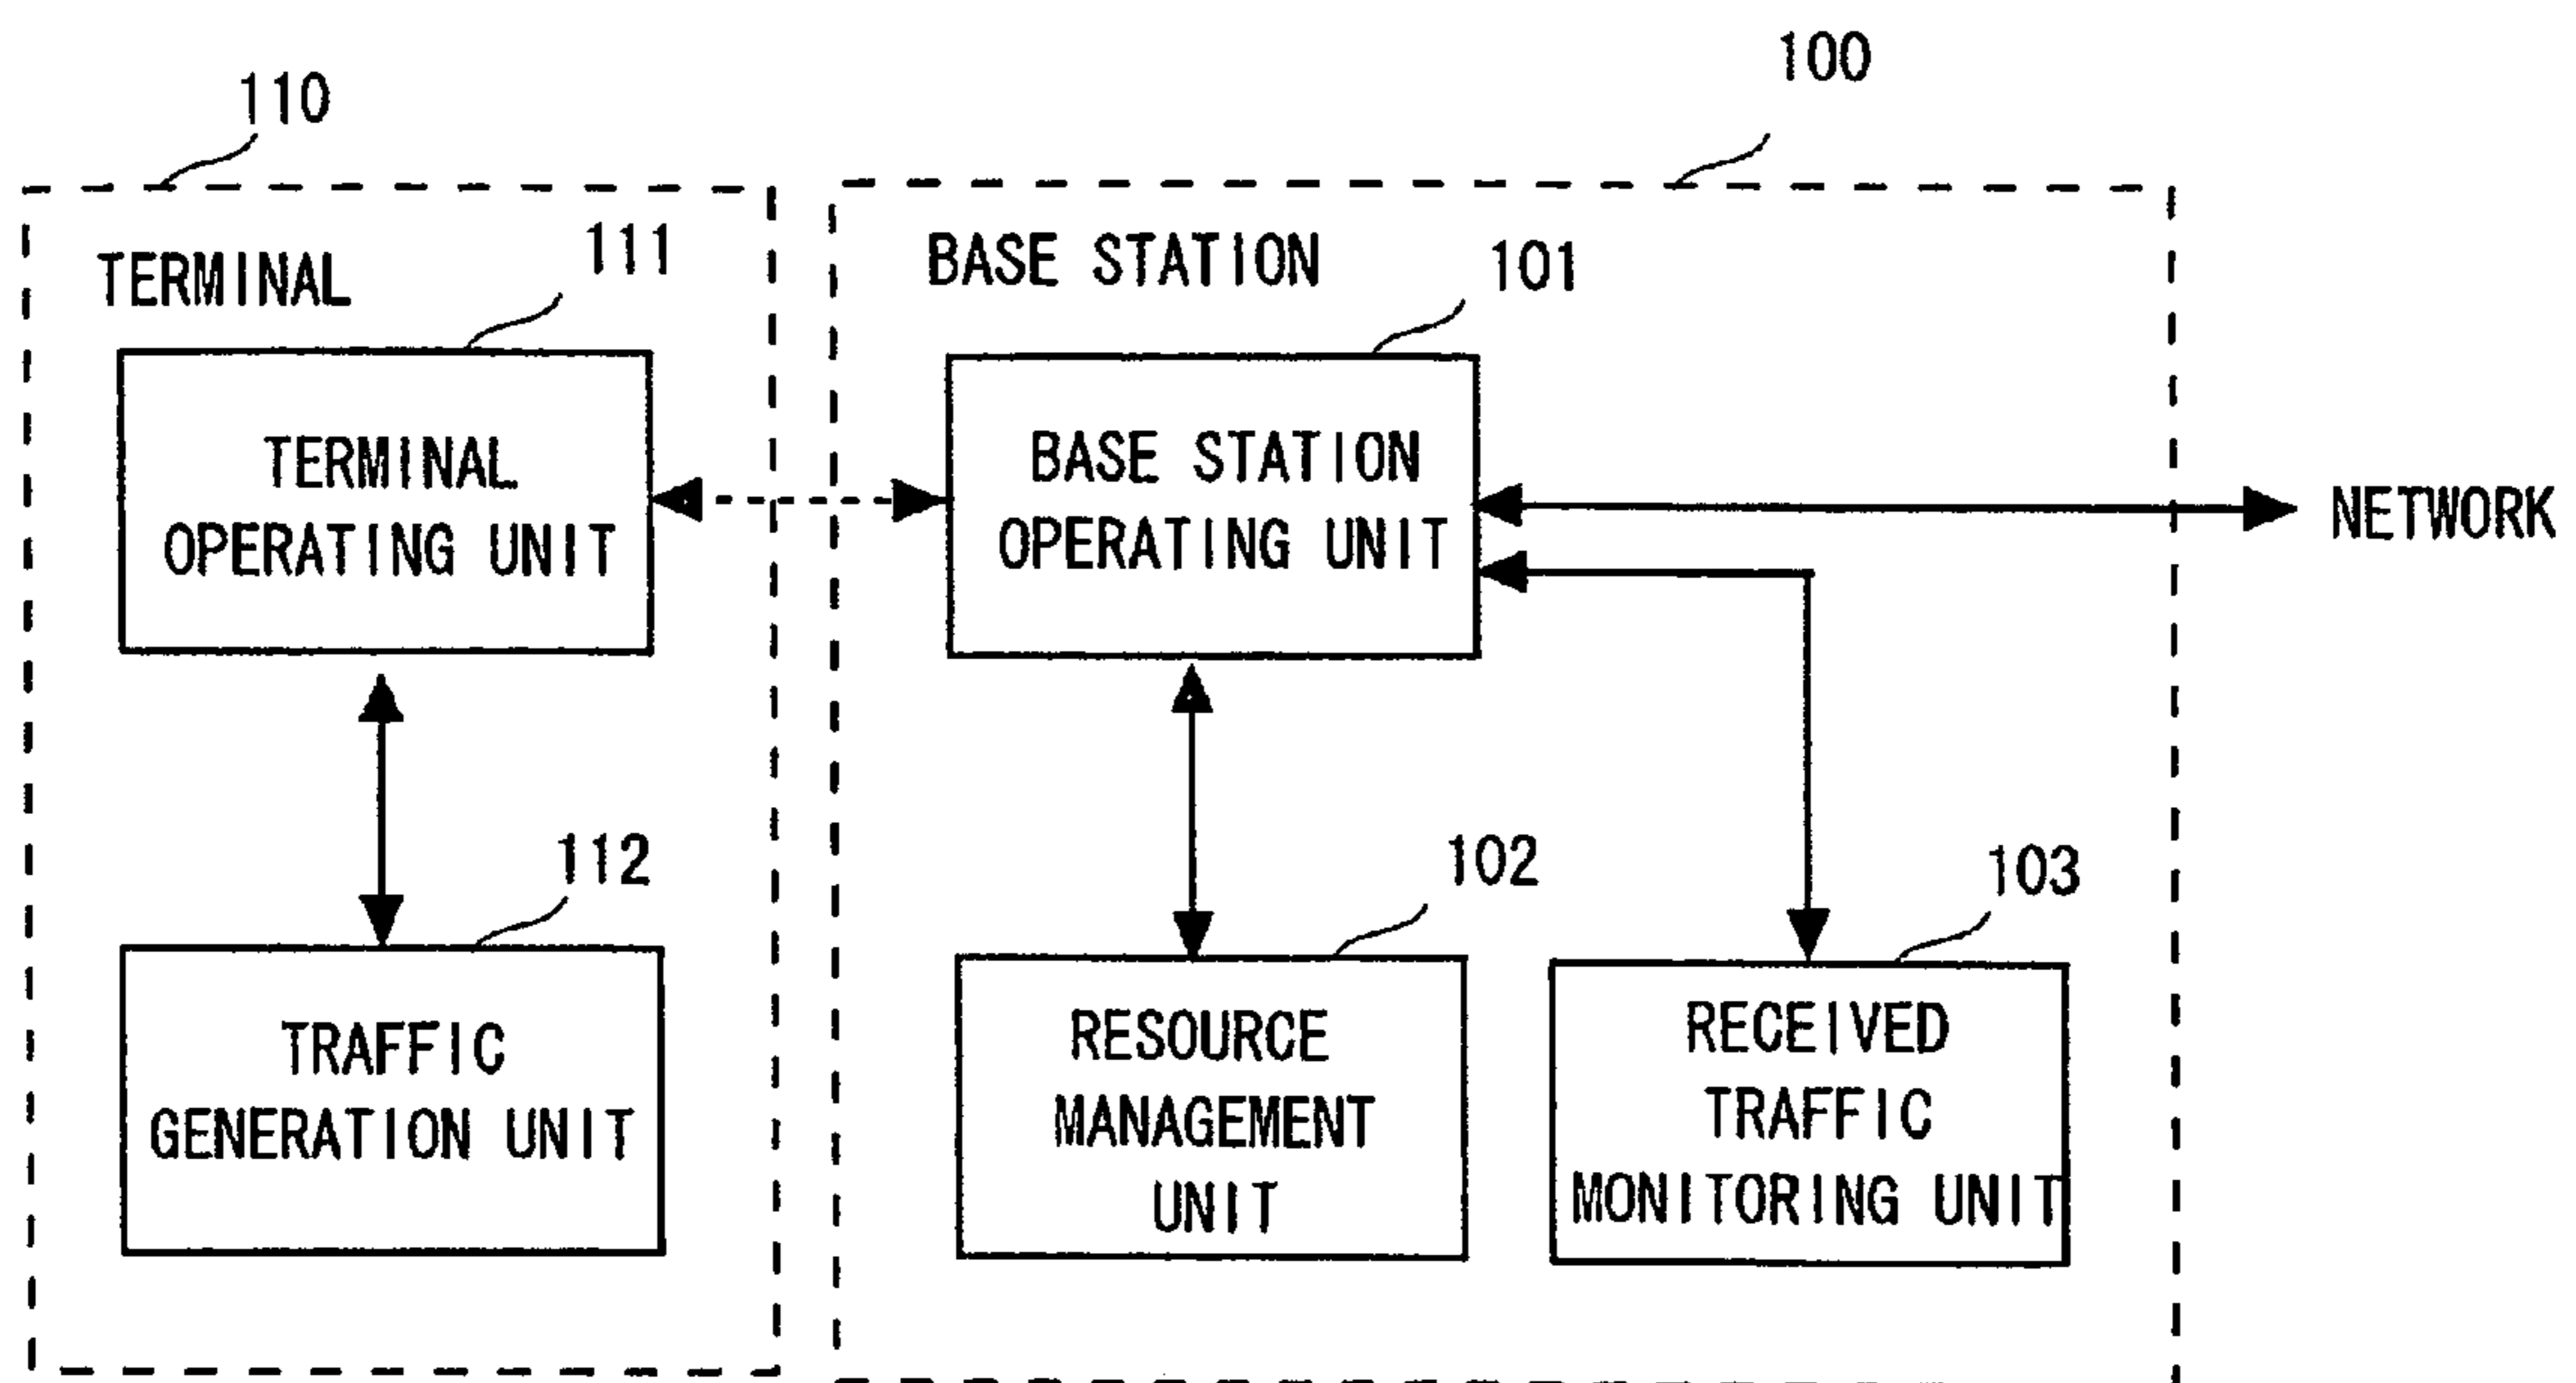 110
100
TERMINAL
111
BASE STATION
101
TERMINAL
OPERATING UNIT
BASE STATION
OPERATING UNIT
NETWORK
112
102
103
TRAFFIC
GENERATION UNIT
RESOURCE
MANAGEMENT
UNIT
RECEIVED
TRAFFIC
MONITORING UNIT